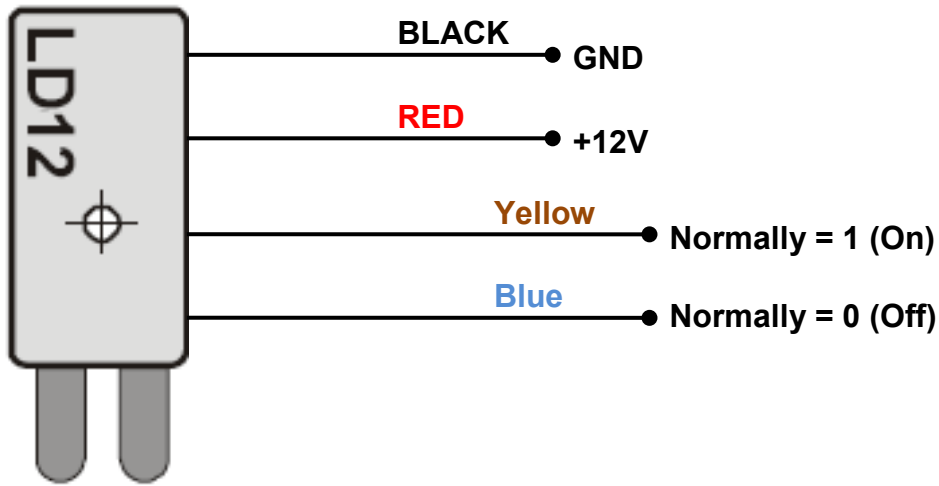 LD12
BLACK
GND
RED
+12V
Yellow
Normally = 1 (On)
Blue
Normally = 0 (Off)